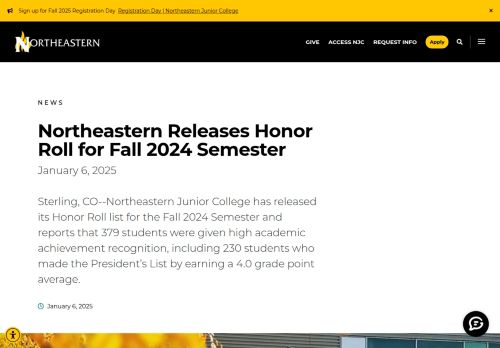 Sign up for Fall 2025 Registration Day Registration Day | Northeastern Junior College ×
NORTHEASTERN GIVE ACCESS NJC REQUEST INFO Apply
NEWS
Northeastern Releases Honor
Roll for Fall 2024 Semester
January 6, 2025
Sterling, CO--Northeastern Junior College has released
its Honor Roll list for the Fall 2024 Semester and
reports that 379 students were given high academic
achievement recognition, including 230 students who
made the President's List by earning a 4.0 grade point
average.
January 6, 2025